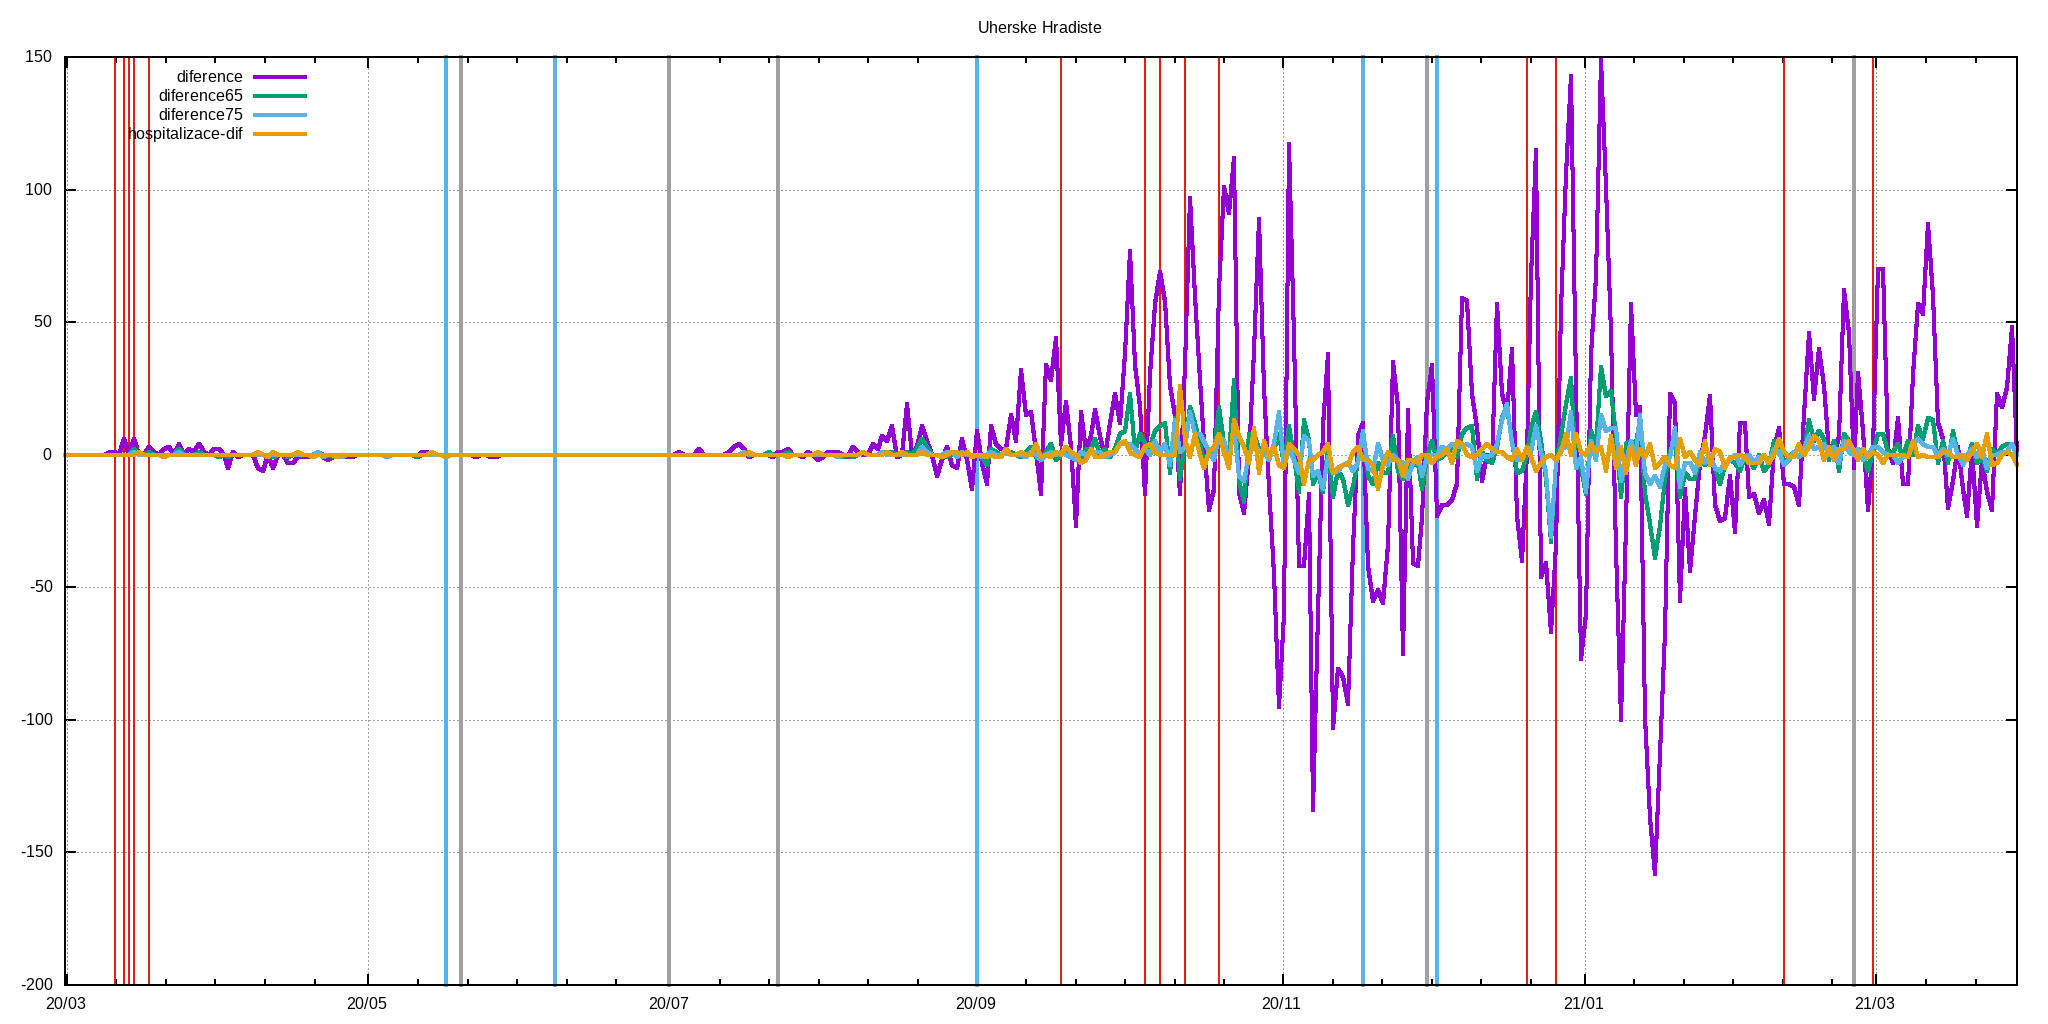 Uherske Hradiste
150
100
50
0
-50
-100
-150
-200
diference
diference65
diference75
hospitalizace-dif
20/03 20/05 20/07 20/09 20/11 21/01 21/03